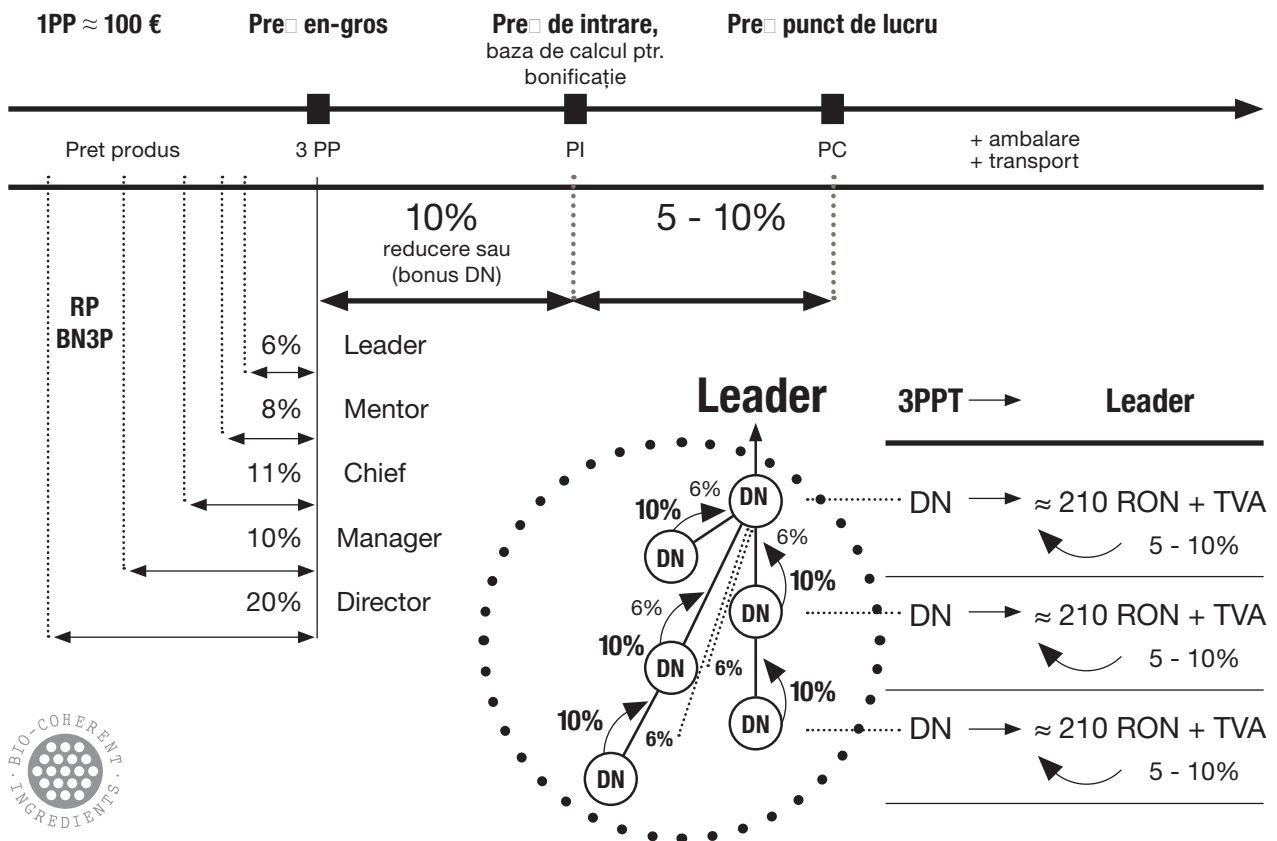 1PP ≈ 100 €
Pre□ en-gros
Pre□ de intrare,
baza de calcul ptr.
bonificație
Pre□ punct de lucru
Pret produs
3 PP
PI
PC
+ ambalare
+ transport
10%
reducere sau
(bonus DN)
5 - 10%
RP
BN3P
6% Leader
8% Mentor
11% Chief
10% Manager
20% Director
Leader
DN
6%
10%
DN
6%
10%
DN
6%
10%
DN
6%
10%
DN
10%
DN
6%
3PPT
Leader
DN
≈ 210 RON + TVA
5 - 10%
DN
≈ 210 RON + TVA
5 - 10%
DN
≈ 210 RON + TVA
5 - 10%
BIO-COHERENT
INGREDIENTS